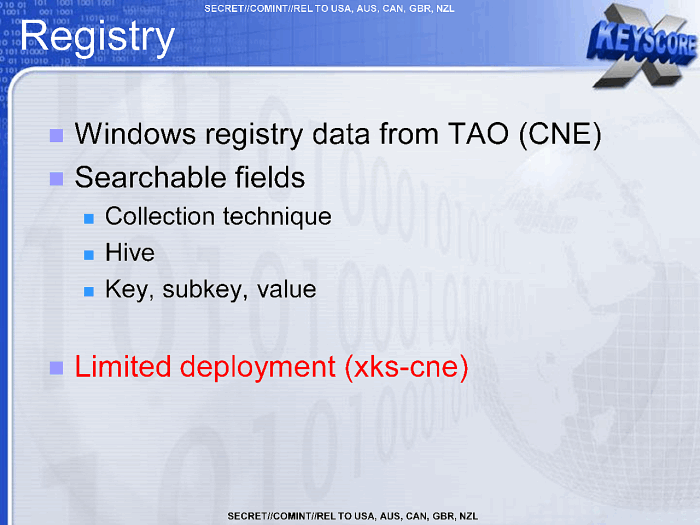 SECRET//COMINT//REL TO USA, AUS, CAN, GBR, NZL
Registry
X KEYSCORE
Windows registry data from TAO (CNE)
Searchable fields
Collection technique
Hive
Key, subkey, value
Limited deployment (xks-cne)
SECRET//COMINT//REL TO USA, AUS, CAN, GBR, NZL